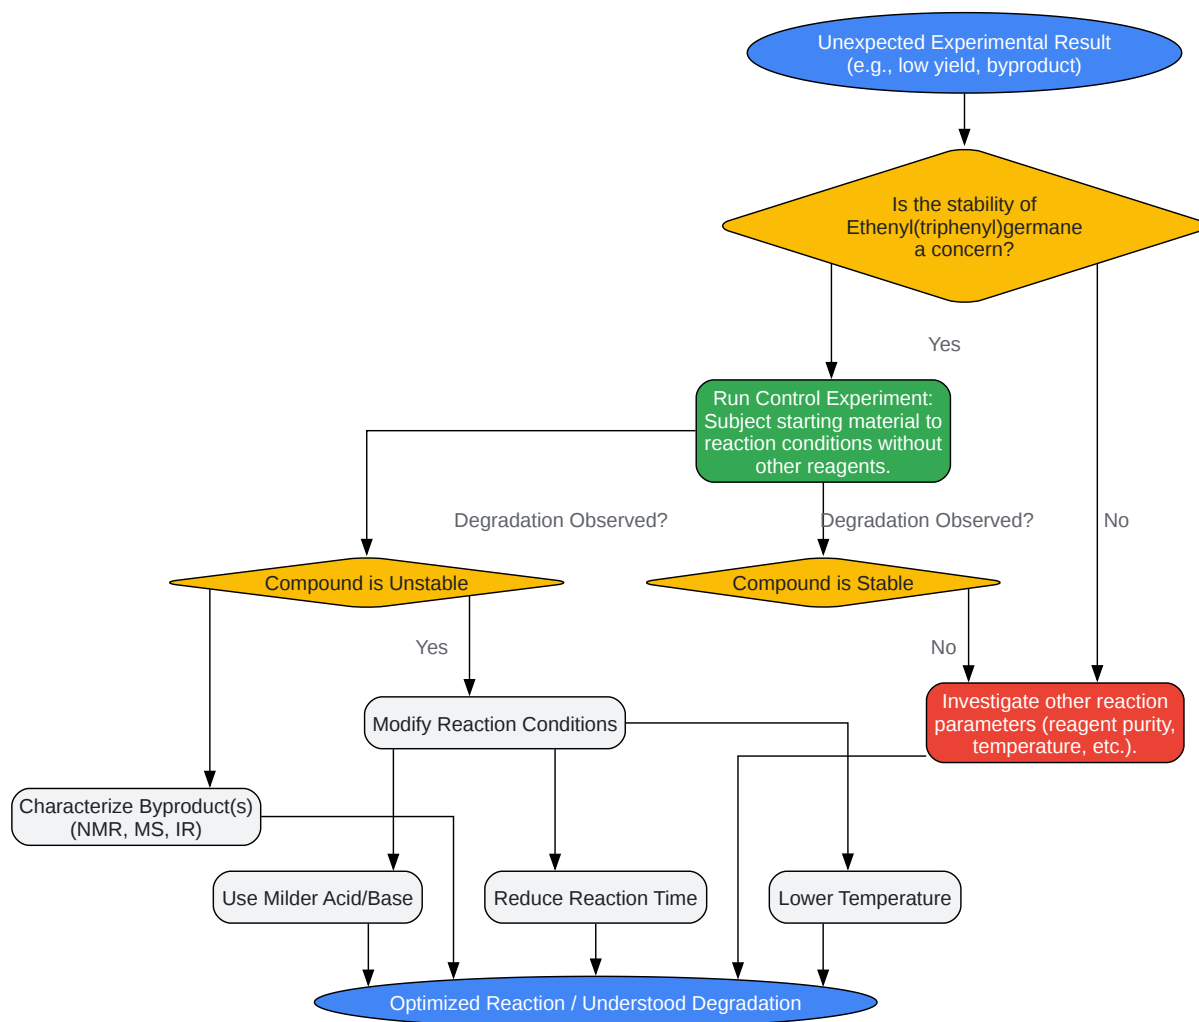 Unexpected Experimental Result
(e.g., low yield, byproduct)
Is the stability of
Ethenyl(triphenyl)germane
a concern?
Yes
Run Control Experiment:
Subject starting material to
reaction conditions without
other reagents.
Degradation Observed?
Degradation Observed?
No
Compound is Unstable
Compound is Stable
Yes
No
Investigate other reaction
parameters (reagent purity,
temperature, etc.).
Modify Reaction Conditions
Characterize Byproduct(s)
(NMR, MS, IR)
Use Milder Acid/Base
Reduce Reaction Time
Lower Temperature
Optimized Reaction / Understood Degradation